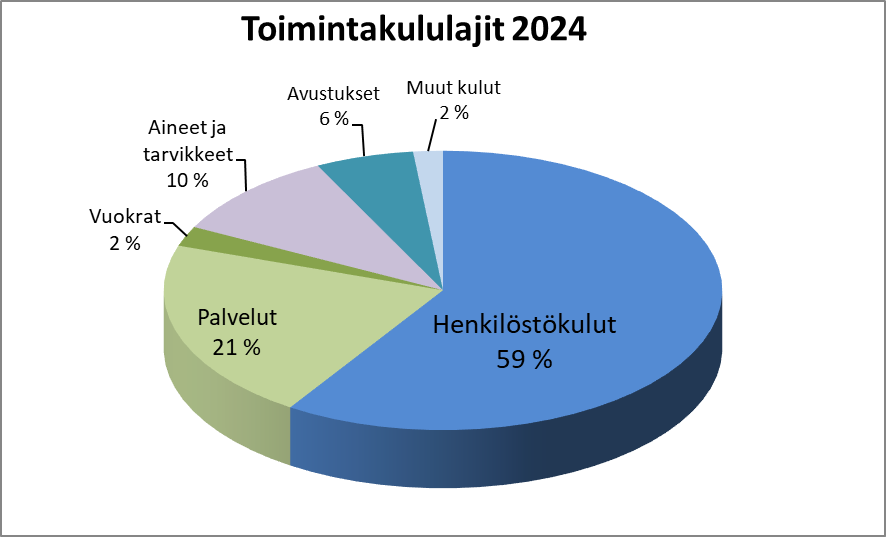 Toimintakululajit 2024
Muut kulut
2 %
Avustukset
6 %
Aineet ja
tarvikkeet
10 %
Vuokrat
2 %
Palvelut
21 %
Henkilöstökulut
59 %